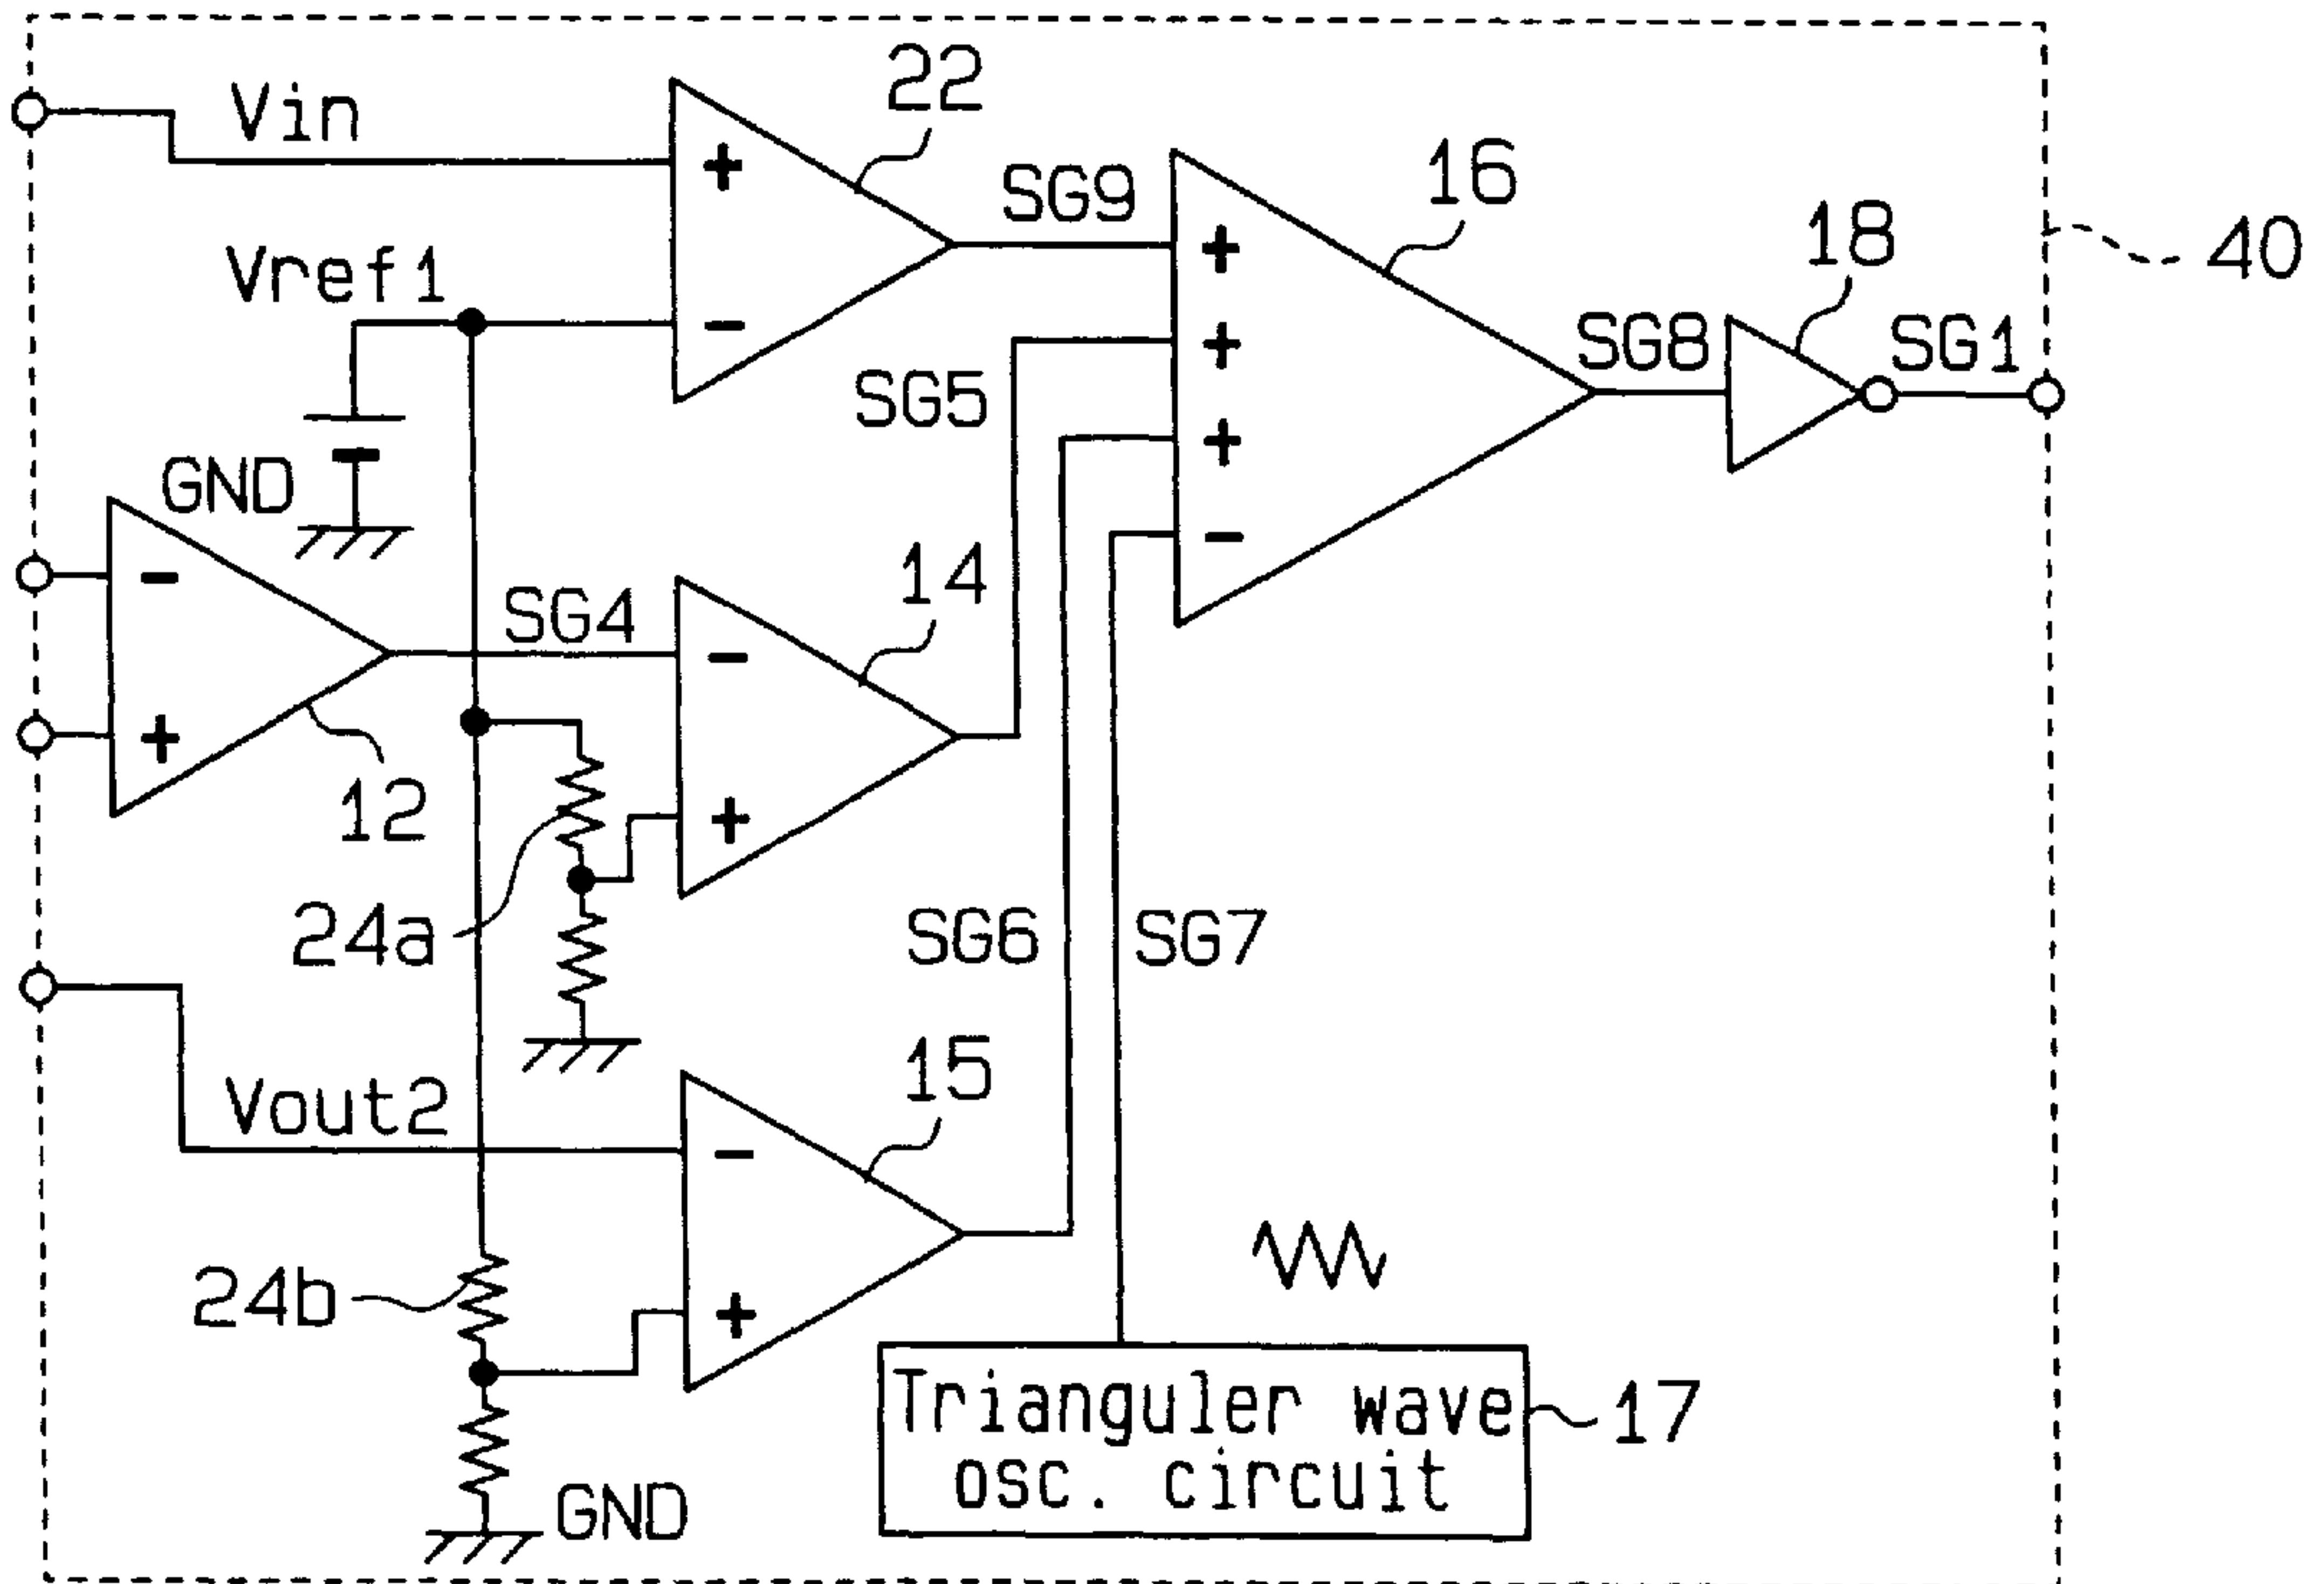 22
Vin
SG9
16
18
40
Vref1
SG8
SG1
SG5
GND
14
SG4
12
24a
SG6
SG7
15
Vout2
24b
Trianguler wave
osc. circuit
17
GND